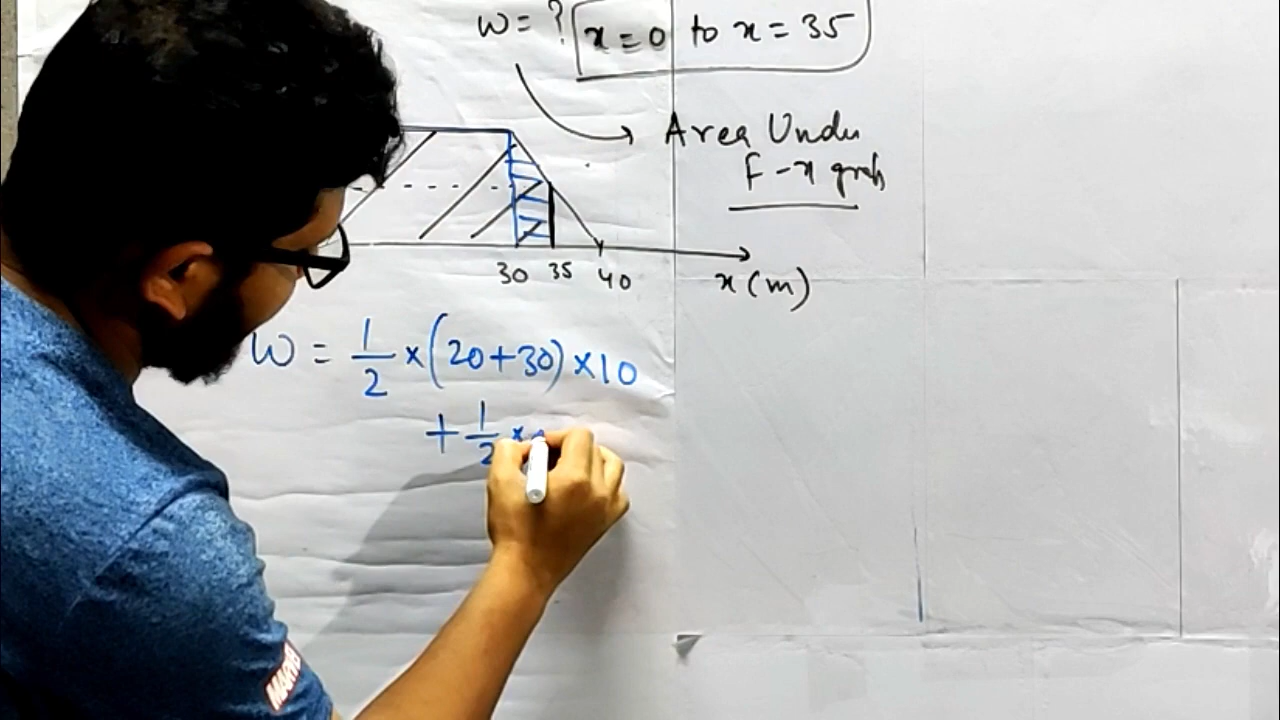 W = ? x = 0 to x = 35
Area Under
F - x graph
30 35 40
x (m)
W = 1/2 × (20 + 30) × 10
+ 1/2 ×